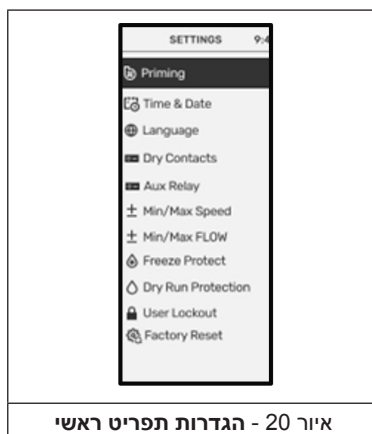 SETTINGS 9:4
Priming
Time & Date
Language
Dry Contacts
Aux Relay
± Min/Max Speed
± Min/Max FLOW
Freeze Protect
Dry Run Protection
User Lockout
Factory Reset
איור 20 - הגדרות תפריט ראשי